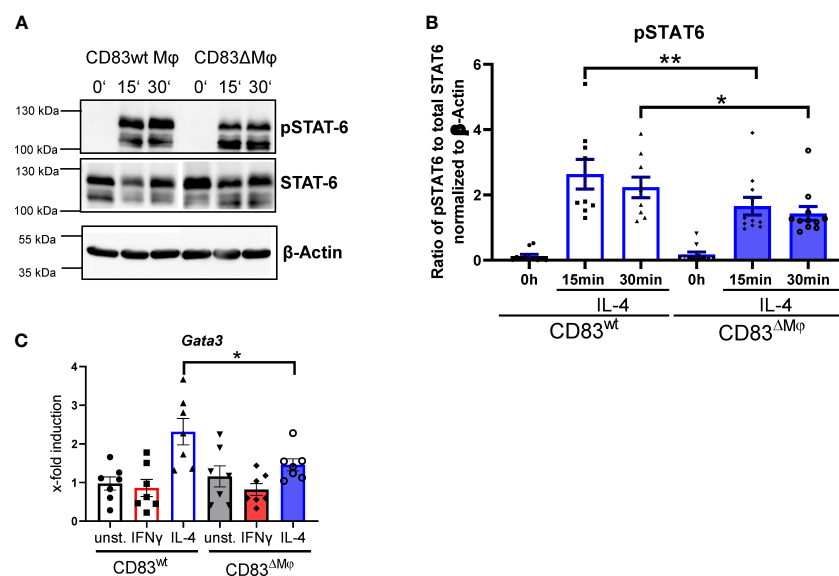 A
CD83wt Mφ CD83ΔMφ
0‘ 15‘ 30‘ 0‘ 15‘ 30‘
130 kDa
pSTAT-6
100 kDa
130 kDa
STAT-6
100 kDa
55 kDa
β-Actin
35 kDa
B
pSTAT6
Ratio of pSTAT6 to total STAT6
normalized to β-Actin
6
4
2
0
**
*
0h 15min 30min 0h 15min 30min
IL-4 IL-4
CD83wt CD83ΔMφ
C
Gata3
x-fold induction
4
3
2
1
0
*
unst. IFNγ IL-4 unst. IFNγ IL-4
CD83wt CD83ΔMφ